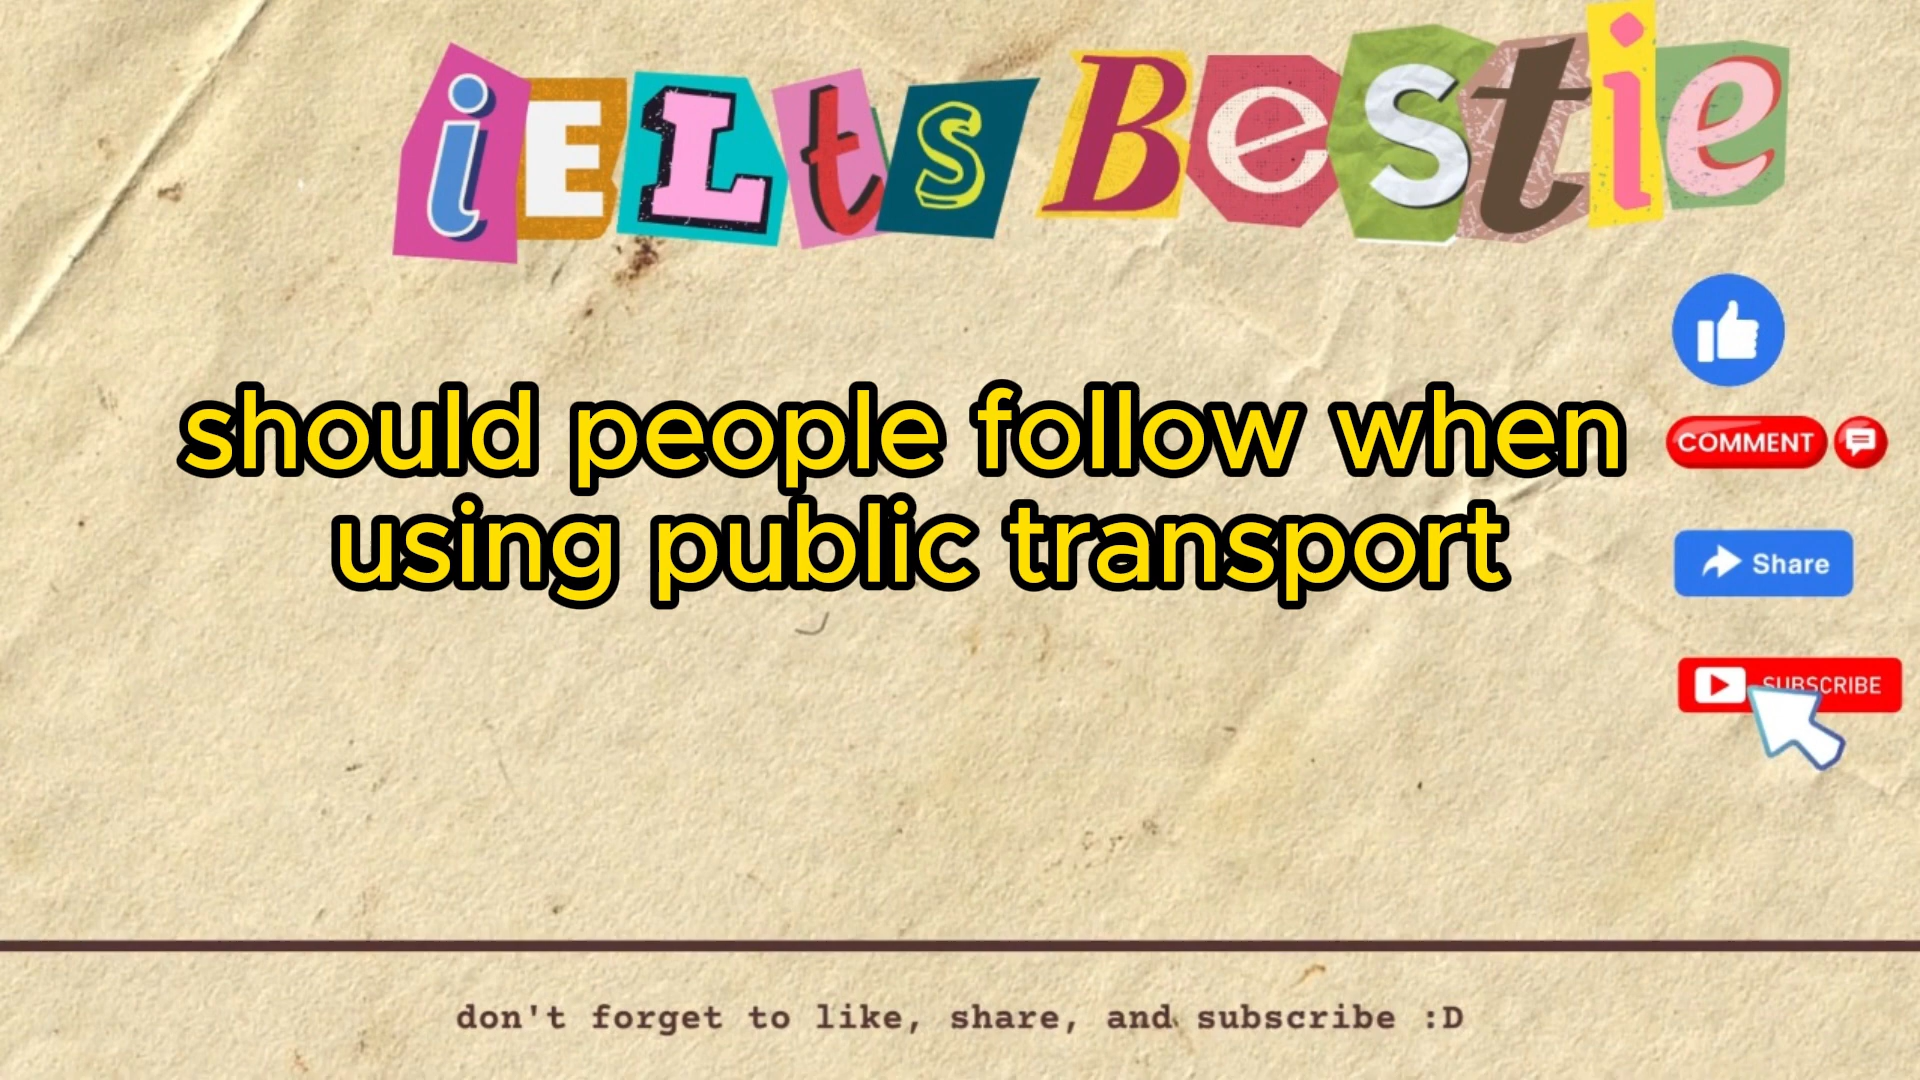 iELts Bestie
should people follow when
using public transport
COMMENT
Share
SUBSCRIBE
don't forget to like, share, and subscribe :D